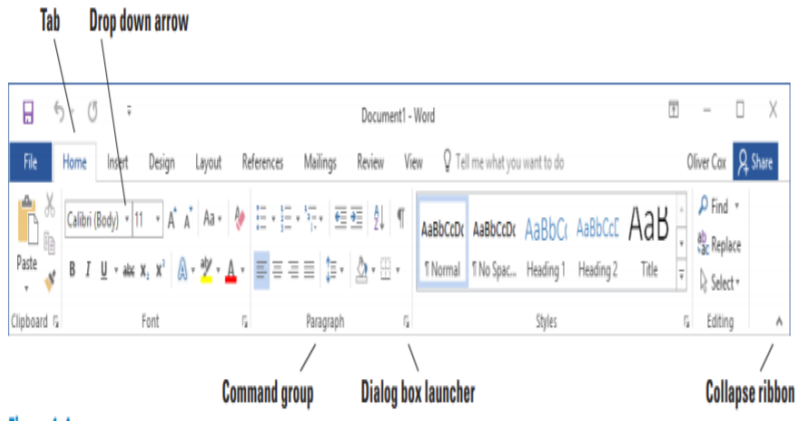 Tab Drop down arrow
Document1 - Word
File Home Insert Design Layout References Mailings Review View Tell me what you want to do Oliver Cox Share
Calibri (Body) 11 A A Aa Find
AaBbCcDc AaBbCcDc AaBbCc AaBbCcC AaB
Replace
Paste B I U abc X₂ X² A aby A ¶ Normal ¶ No Spac... Heading 1 Heading 2 Title Select
Clipboard Font Paragraph Styles Editing
Command group Dialog box launcher Collapse ribbon